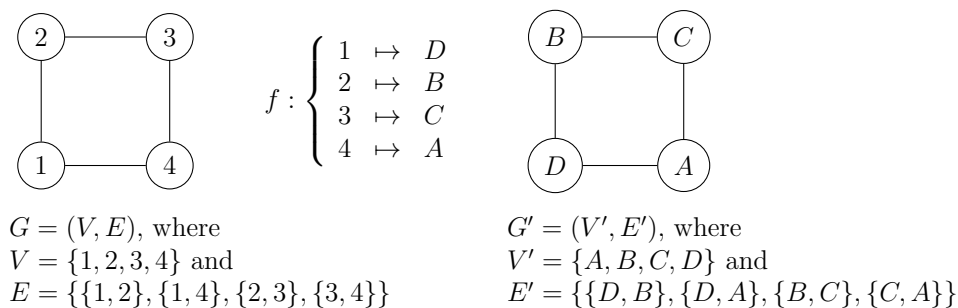 2 3
1 4
f : { 1 ↦ D
2 ↦ B
3 ↦ C
4 ↦ A
B C
D A
G = (V, E), where
V = {1, 2, 3, 4} and
E = {{1, 2}, {1, 4}, {2, 3}, {3, 4}}
G′ = (V′, E′), where
V′ = {A, B, C, D} and
E′ = {{D, B}, {D, A}, {B, C}, {C, A}}